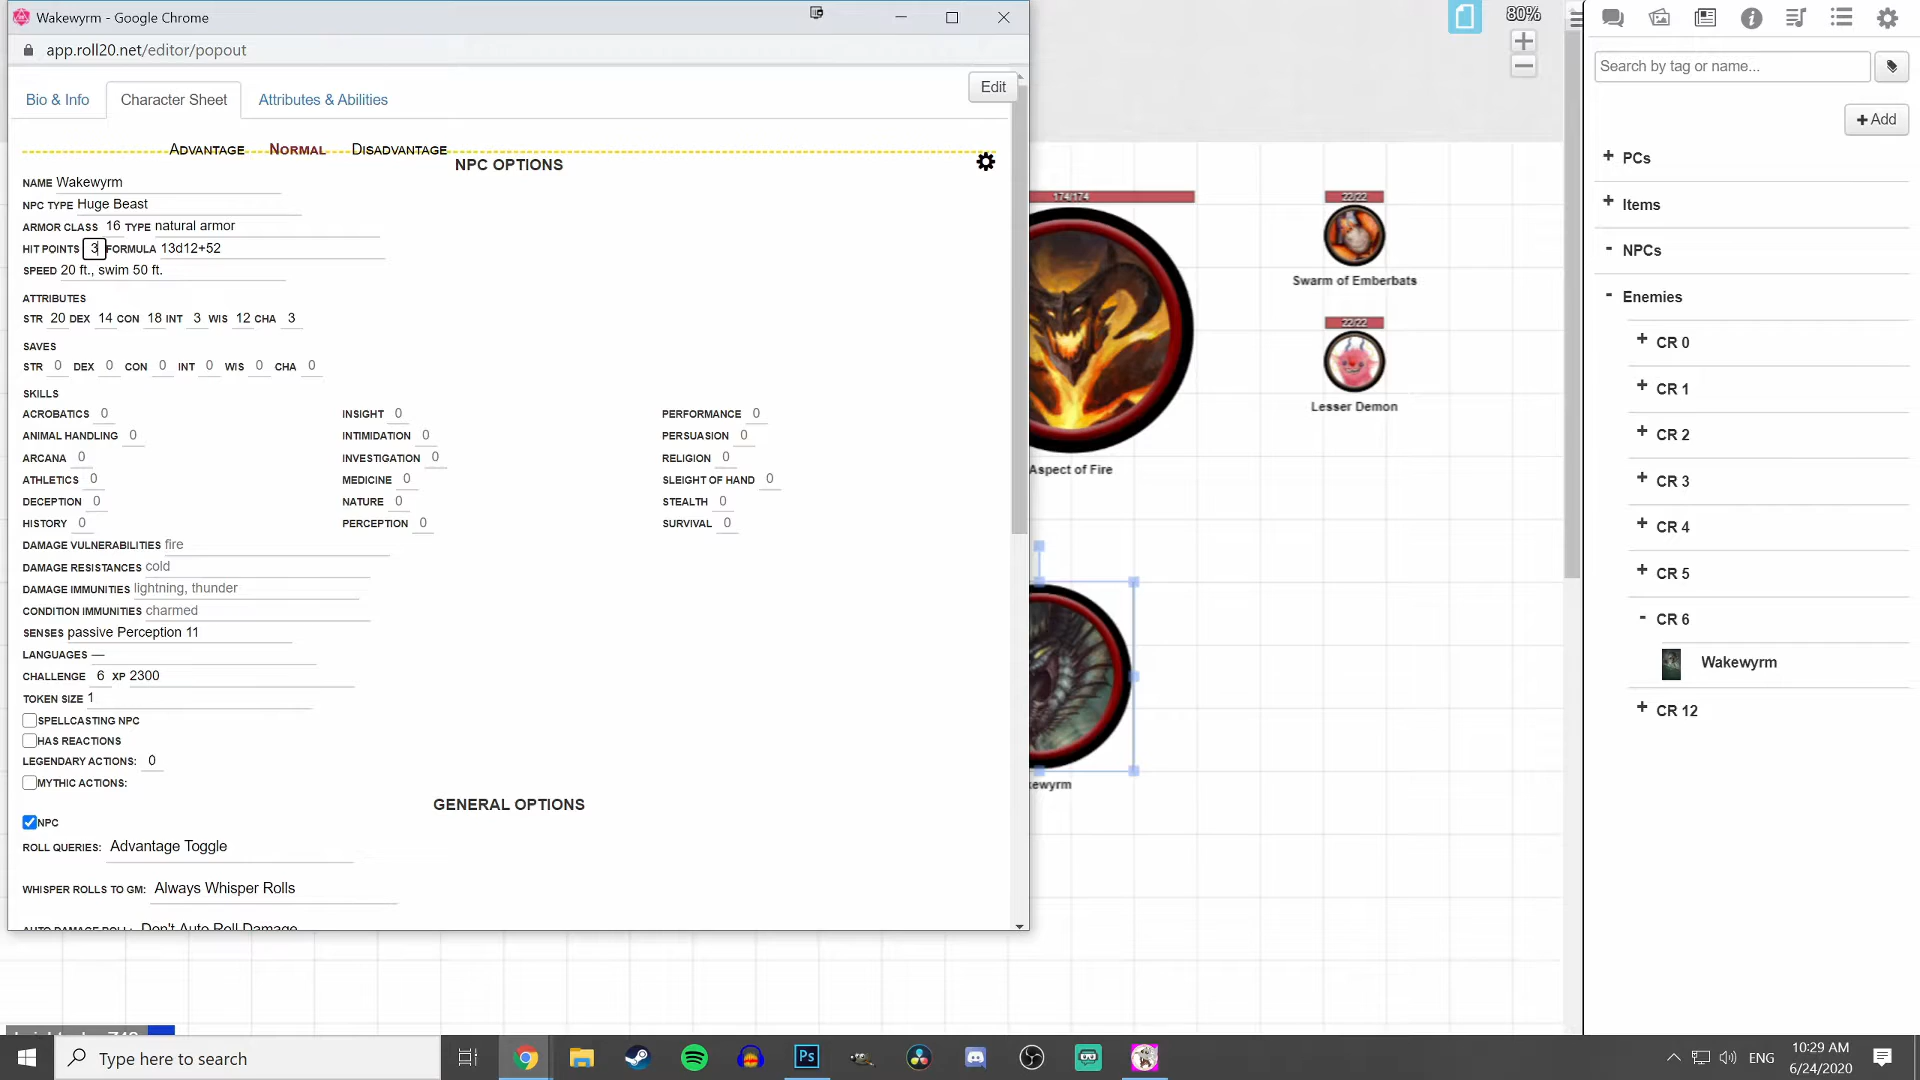 Wakewyrm - Google Chrome
app.roll20.net/editor/popout
Bio & Info
Character Sheet
Attributes & Abilities
Edit
ADVANTAGE NORMAL DISADVANTAGE
NPC OPTIONS
NAME Wakewyrm
NPC TYPE Huge Beast
ARMOR CLASS 16 TYPE natural armor
HIT POINTS 3 FORMULA 13d12+52
SPEED 20 ft., swim 50 ft.
ATTRIBUTES
STR 20 DEX 14 CON 18 INT 3 WIS 12 CHA 3
SAVES
STR 0 DEX 0 CON 0 INT 0 WIS 0 CHA 0
SKILLS
ACROBATICS 0 INSIGHT 0 PERFORMANCE 0
ANIMAL HANDLING 0 INTIMIDATION 0 PERSUASION 0
ARCANA 0 INVESTIGATION 0 RELIGION 0
ATHLETICS 0 MEDICINE 0 SLEIGHT OF HAND 0
DECEPTION 0 NATURE 0 STEALTH 0
HISTORY 0 PERCEPTION 0 SURVIVAL 0
DAMAGE VULNERABILITIES fire
DAMAGE RESISTANCES cold
DAMAGE IMMUNITIES lightning, thunder
CONDITION IMMUNITIES charmed
SENSES passive Perception 11
LANGUAGES —
CHALLENGE 6 XP 2300
TOKEN SIZE 1
SPELLCASTING NPC
HAS REACTIONS
LEGENDARY ACTIONS: 0
MYTHIC ACTIONS:
GENERAL OPTIONS
NPC
ROLL QUERIES: Advantage Toggle
WHISPER ROLLS TO GM: Always Whisper Rolls
AUTO DAMAGE ROLL: Don't Auto Roll Damage
80%
174/174
Aspect of Fire
22/22
Swarm of Emberbats
22/22
Lesser Demon
ewyrm
Search by tag or name...
+ Add
+ PCs
+ Items
- NPCs
- Enemies
+ CR 0
+ CR 1
+ CR 2
+ CR 3
+ CR 4
+ CR 5
- CR 6
Wakewyrm
+ CR 12
Type here to search
Ps
ENG
10:29 AM
6/24/2020